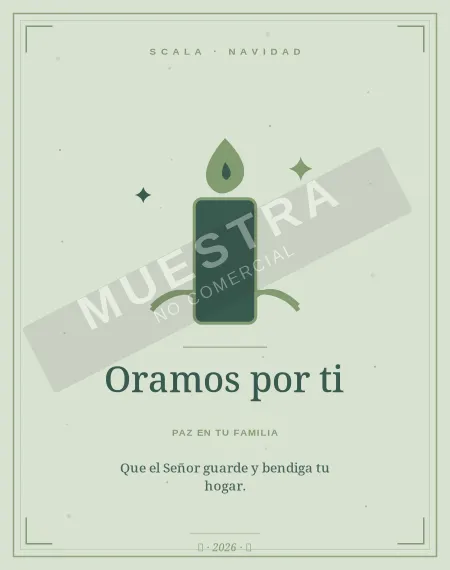 SCALA · NAVIDAD
MUESTRA
NO COMERCIAL
Oramos por ti
PAZ EN TU FAMILIA
Que el Señor guarde y bendiga tu
hogar.
· 2026 ·